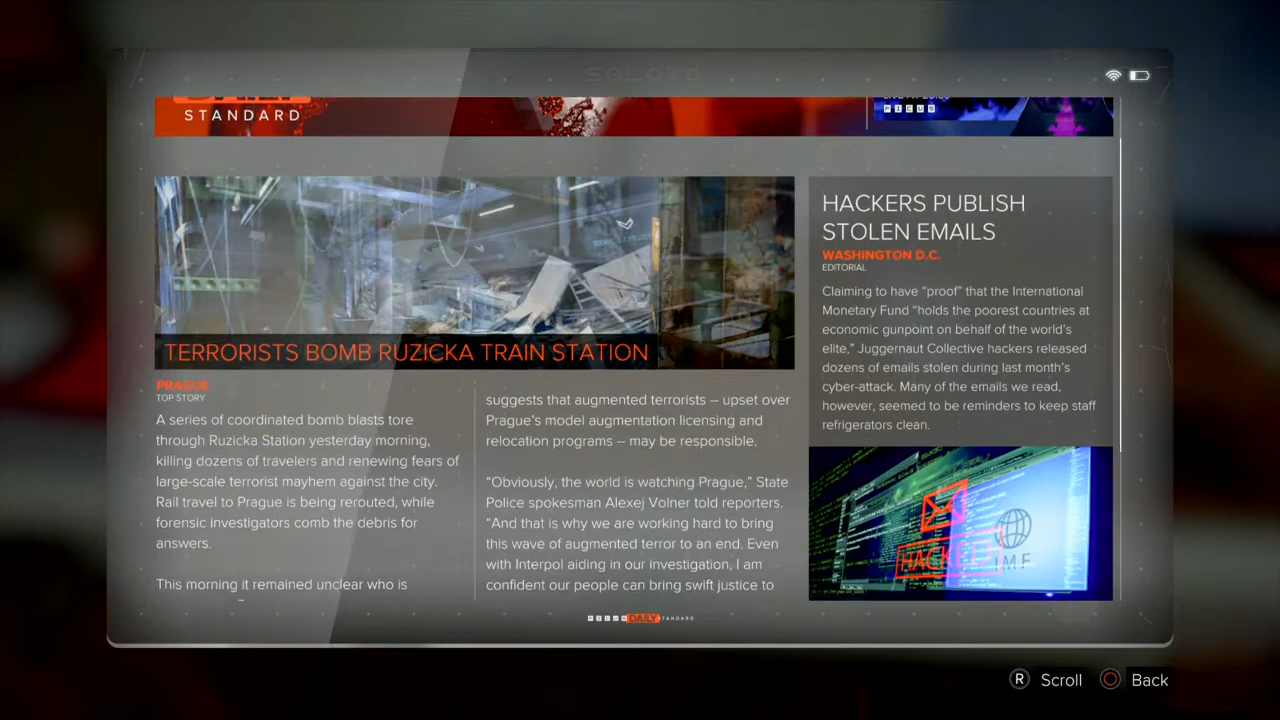 SOLOTO
DAILY
STANDARD
PICUS
TERRORISTS BOMB RUZICKA TRAIN STATION
PRAGUE
TOP STORY
A series of coordinated bomb blasts tore
through Ruzicka Station yesterday morning,
killing dozens of travelers and renewing fears of
large-scale terrorist mayhem against the city.
Rail travel to Prague is being rerouted, while
forensic investigators comb the debris for
answers.
This morning it remained unclear who is
suggests that augmented terrorists -- upset over
Prague's model augmentation licensing and
relocation programs -- may be responsible.
"Obviously, the world is watching Prague," State
Police spokesman Alexej Volner told reporters.
"And that is why we are working hard to bring
this wave of augmented terror to an end. Even
with Interpol aiding in our investigation, I am
confident our people can bring swift justice to
HACKERS PUBLISH
STOLEN EMAILS
WASHINGTON D.C.
EDITORIAL
Claiming to have "proof" that the International
Monetary Fund "holds the poorest countries at
economic gunpoint on behalf of the world's
elite," Juggernaut Collective hackers released
dozens of emails stolen during last month's
cyber-attack. Many of the emails we read,
however, seemed to be reminders to keep staff
refrigerators clean.
HACKED
IMF
PICUS DAILY STANDARD
R Scroll Back